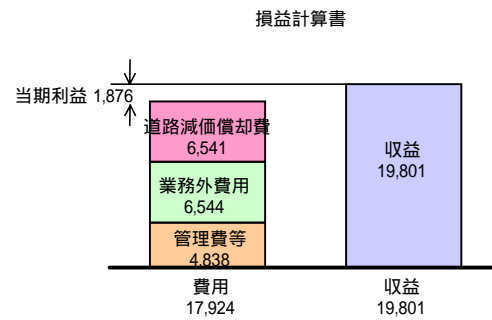 損益計算書
当期利益 1,876
道路減価償却費
6,541
業務外費用
6,544
管理費等
4,838
収益
19,801
費用
17,924
収益
19,801